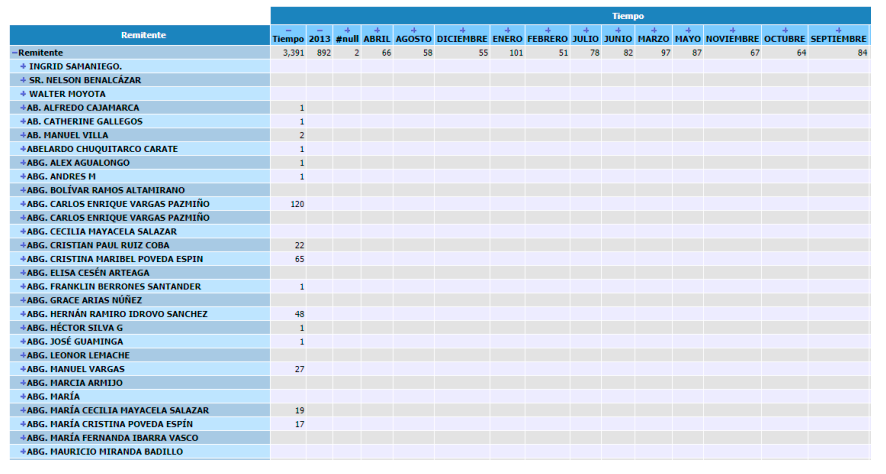 Tiempo
Remitente
Tiempo 2013 #null ABRIL AGOSTO DICIEMBRE ENERO FEBRERO JULIO JUNIO MARZO MAYO NOVIEMBRE OCTUBRE SEPTIEMBRE
Remitente 3,391 892 2 66 58 55 101 51 78 82 97 87 67 64 84
INGRID SAMANIEGO.
SR. NELSON BENALCÁZAR
WALTER MOYOTA
AB. ALFREDO CAJAMARCA 1
AB. CATHERINE GALLEGOS 1
AB. MANUEL VILLA 2
ABELARDO CHUQUITARCO CARATE 1
ABG. ALEX AGUALONGO 1
ABG. ANDRES M 1
ABG. BOLÍVAR RAMOS ALTAMIRANO
ABG. CARLOS ENRIQUE VARGAS PAZMIÑO 120
ABG. CARLOS ENRIQUE VARGAS PAZMIÑO
ABG. CECILIA MAYACELA SALAZAR
ABG. CRISTIAN PAUL RUIZ COBA 22
ABG. CRISTINA MARIBEL POVEDA ESPIN 65
ABG. ELISA CESÉN ARTEAGA
ABG. FRANKLIN BERRONES SANTANDER 1
ABG. GRACE ARIAS NÚÑEZ
ABG. HERNÁN RAMIRO IDROVO SANCHEZ 48
ABG. HÉCTOR SILVA G 1
ABG. JOSÉ GUAMINGA 1
ABG. LEONOR LEMACHE
ABG. MANUEL VARGAS 27
ABG. MARCIA ARMIJO
ABG. MARÍA
ABG. MARÍA CECILIA MAYACELA SALAZAR 19
ABG. MARÍA CRISTINA POVEDA ESPÍN 17
ABG. MARÍA FERNANDA IBARRA VASCO
ABG. MAURICIO MIRANDA BADILLO